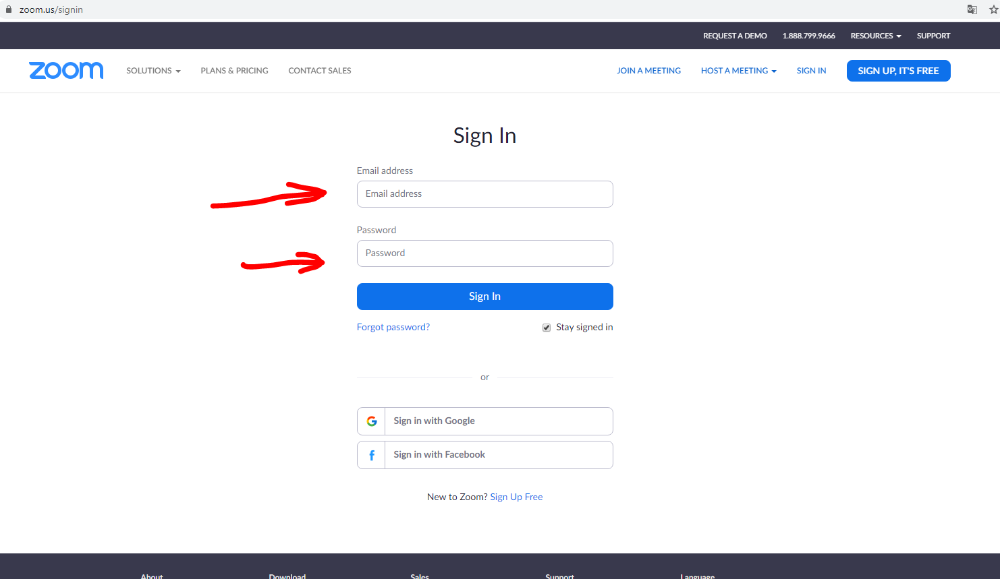 zoom.us/signin
REQUEST A DEMO 1.888.799.9666 RESOURCES SUPPORT
zoom SOLUTIONS PLANS & PRICING CONTACT SALES JOIN A MEETING HOST A MEETING SIGN IN SIGN UP, IT'S FREE
Sign In
Email address
Email address
Password
Password
Sign In
Forgot password? Stay signed in
or
Sign in with Google
Sign in with Facebook
New to Zoom? Sign Up Free
About Download Sales Support Language